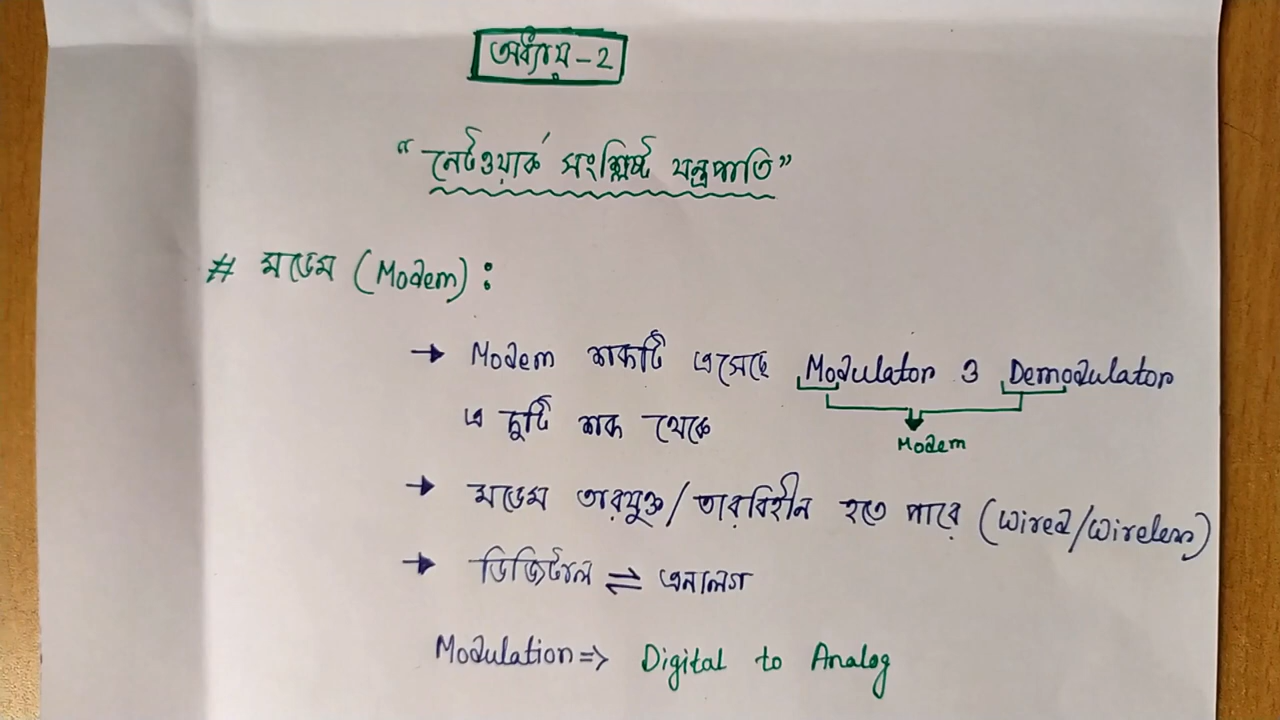 অধ্যায় - 2
“নেটওয়ার্ক সংশ্লিষ্ট যন্ত্রপাতি”
# মডেম (Modem) :
→ Modem শব্দটি এসেছে Modulator ও Demodulator
এ দুটি শব্দ থেকে
Modem
→ মডেম তারযুক্ত/তারবিহীন হতে পারে (Wired/Wireless)
→ ডিজিটাল ⇌ এনালগ
Modulation => Digital to Analog